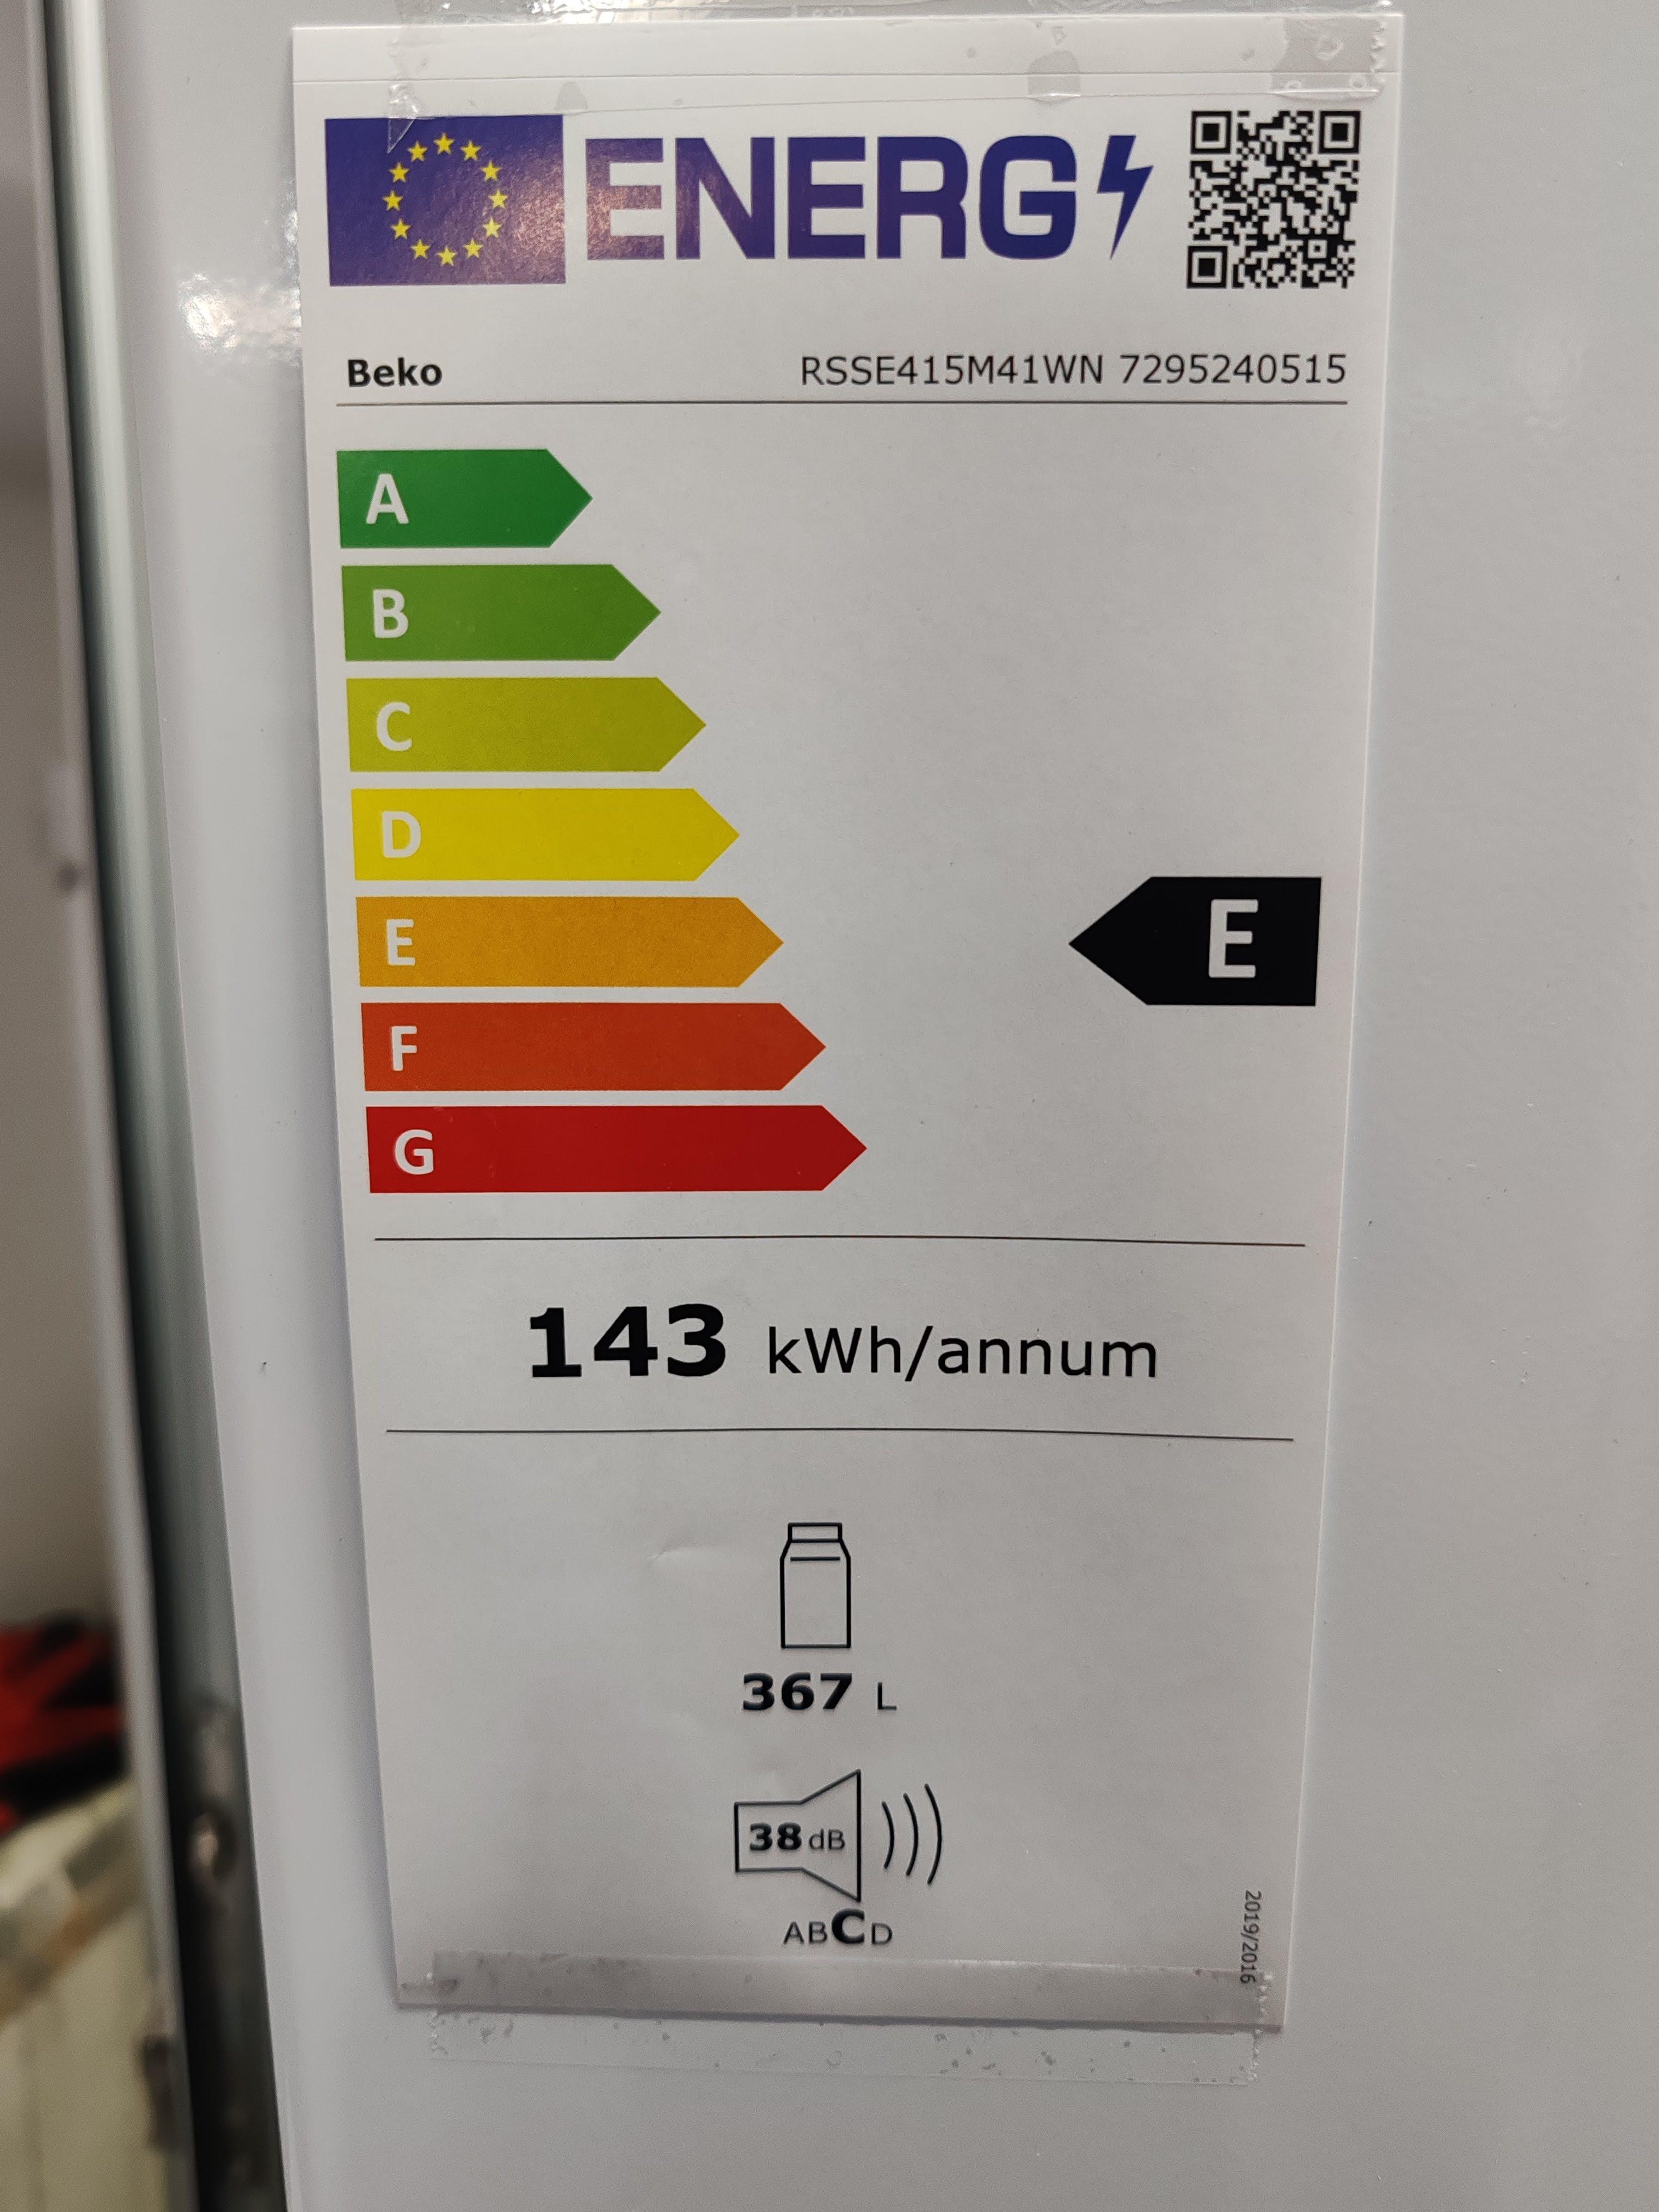 ENERG
Beko RSSE415M41WN 7295240515
A
B
C
D
E E
F
G
143 kWh/annum
367 L
38 dB
ABCD
2019/2016